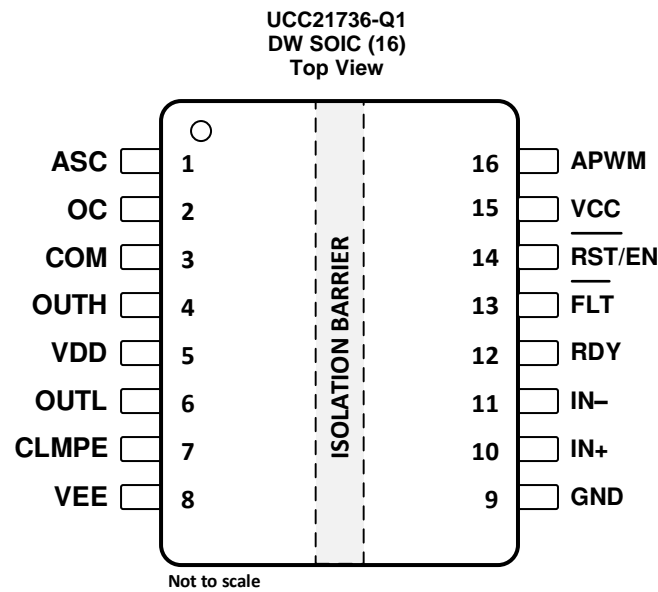 UCC21736-Q1
DW SOIC (16)
Top View
ASC 1 16 APWM
OC 2 15 VCC
COM 3 14 RST/EN
OUTH 4 13 FLT
VDD 5 12 RDY
OUTL 6 11 IN–
CLMPE 7 10 IN+
VEE 8 9 GND
ISOLATION BARRIER
Not to scale